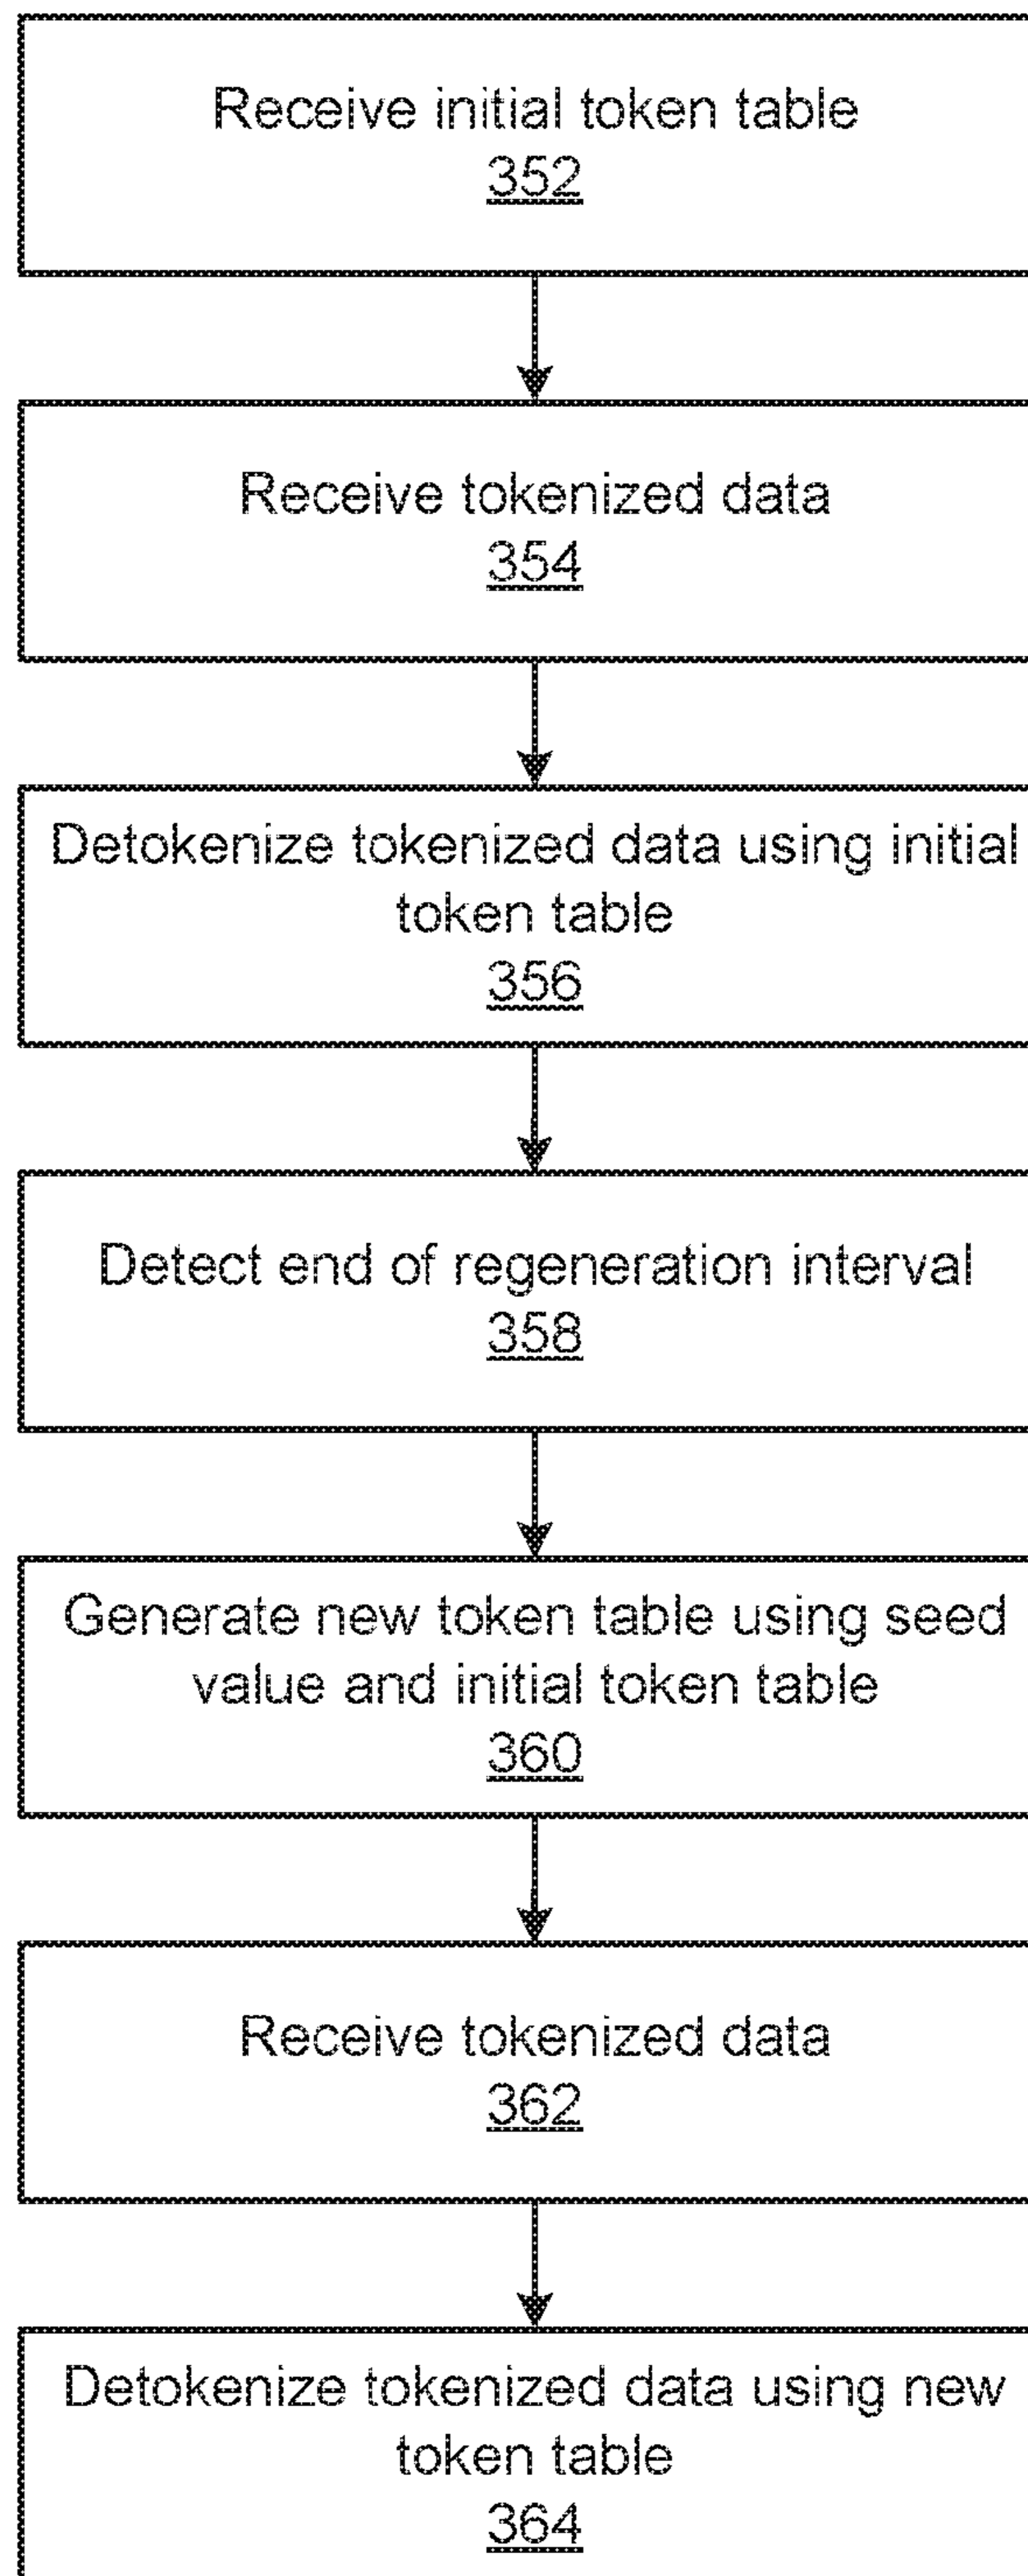 Receive initial token table
352
Receive tokenized data
354
Detokenize tokenized data using initial
token table
356
Detect end of regeneration interval
358
Generate new token table using seed
value and initial token table
360
Receive tokenized data
362
Detokenize tokenized data using new
token table
364